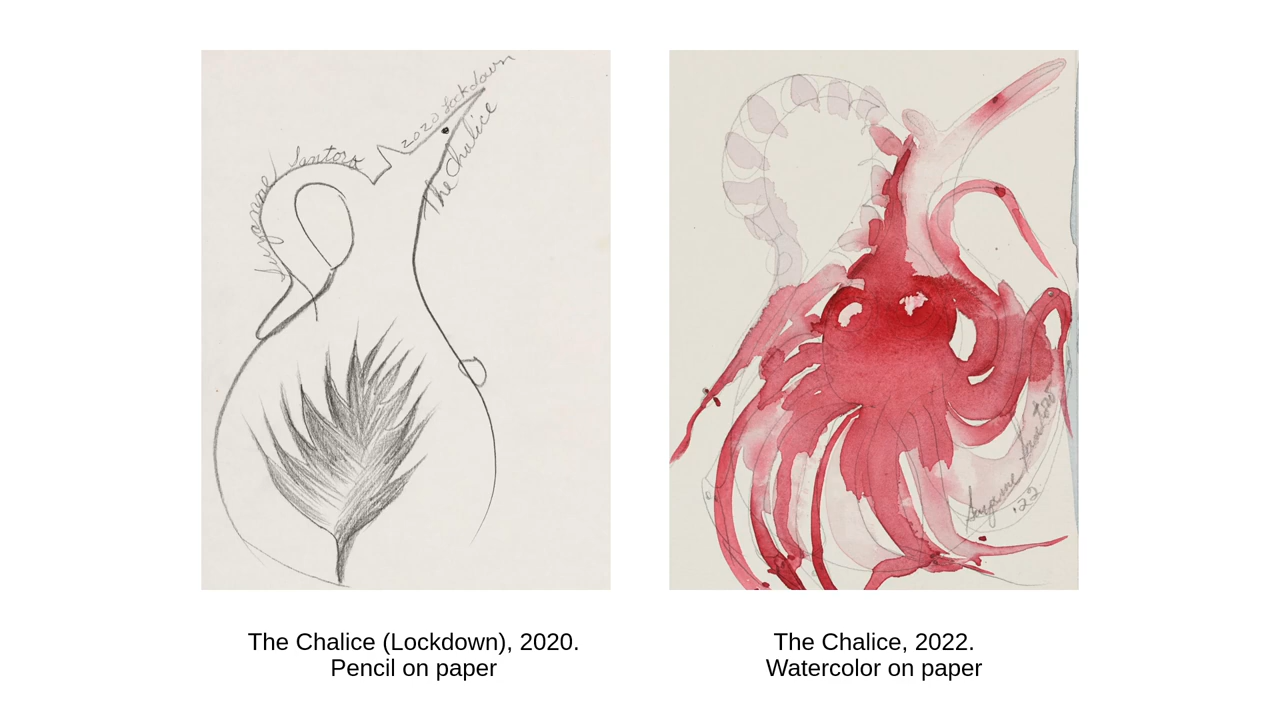 Suzanne Santoro
2020 Lockdown
The Chalice
Suzanne Santoro
'22
The Chalice (Lockdown), 2020.
Pencil on paper
The Chalice, 2022.
Watercolor on paper